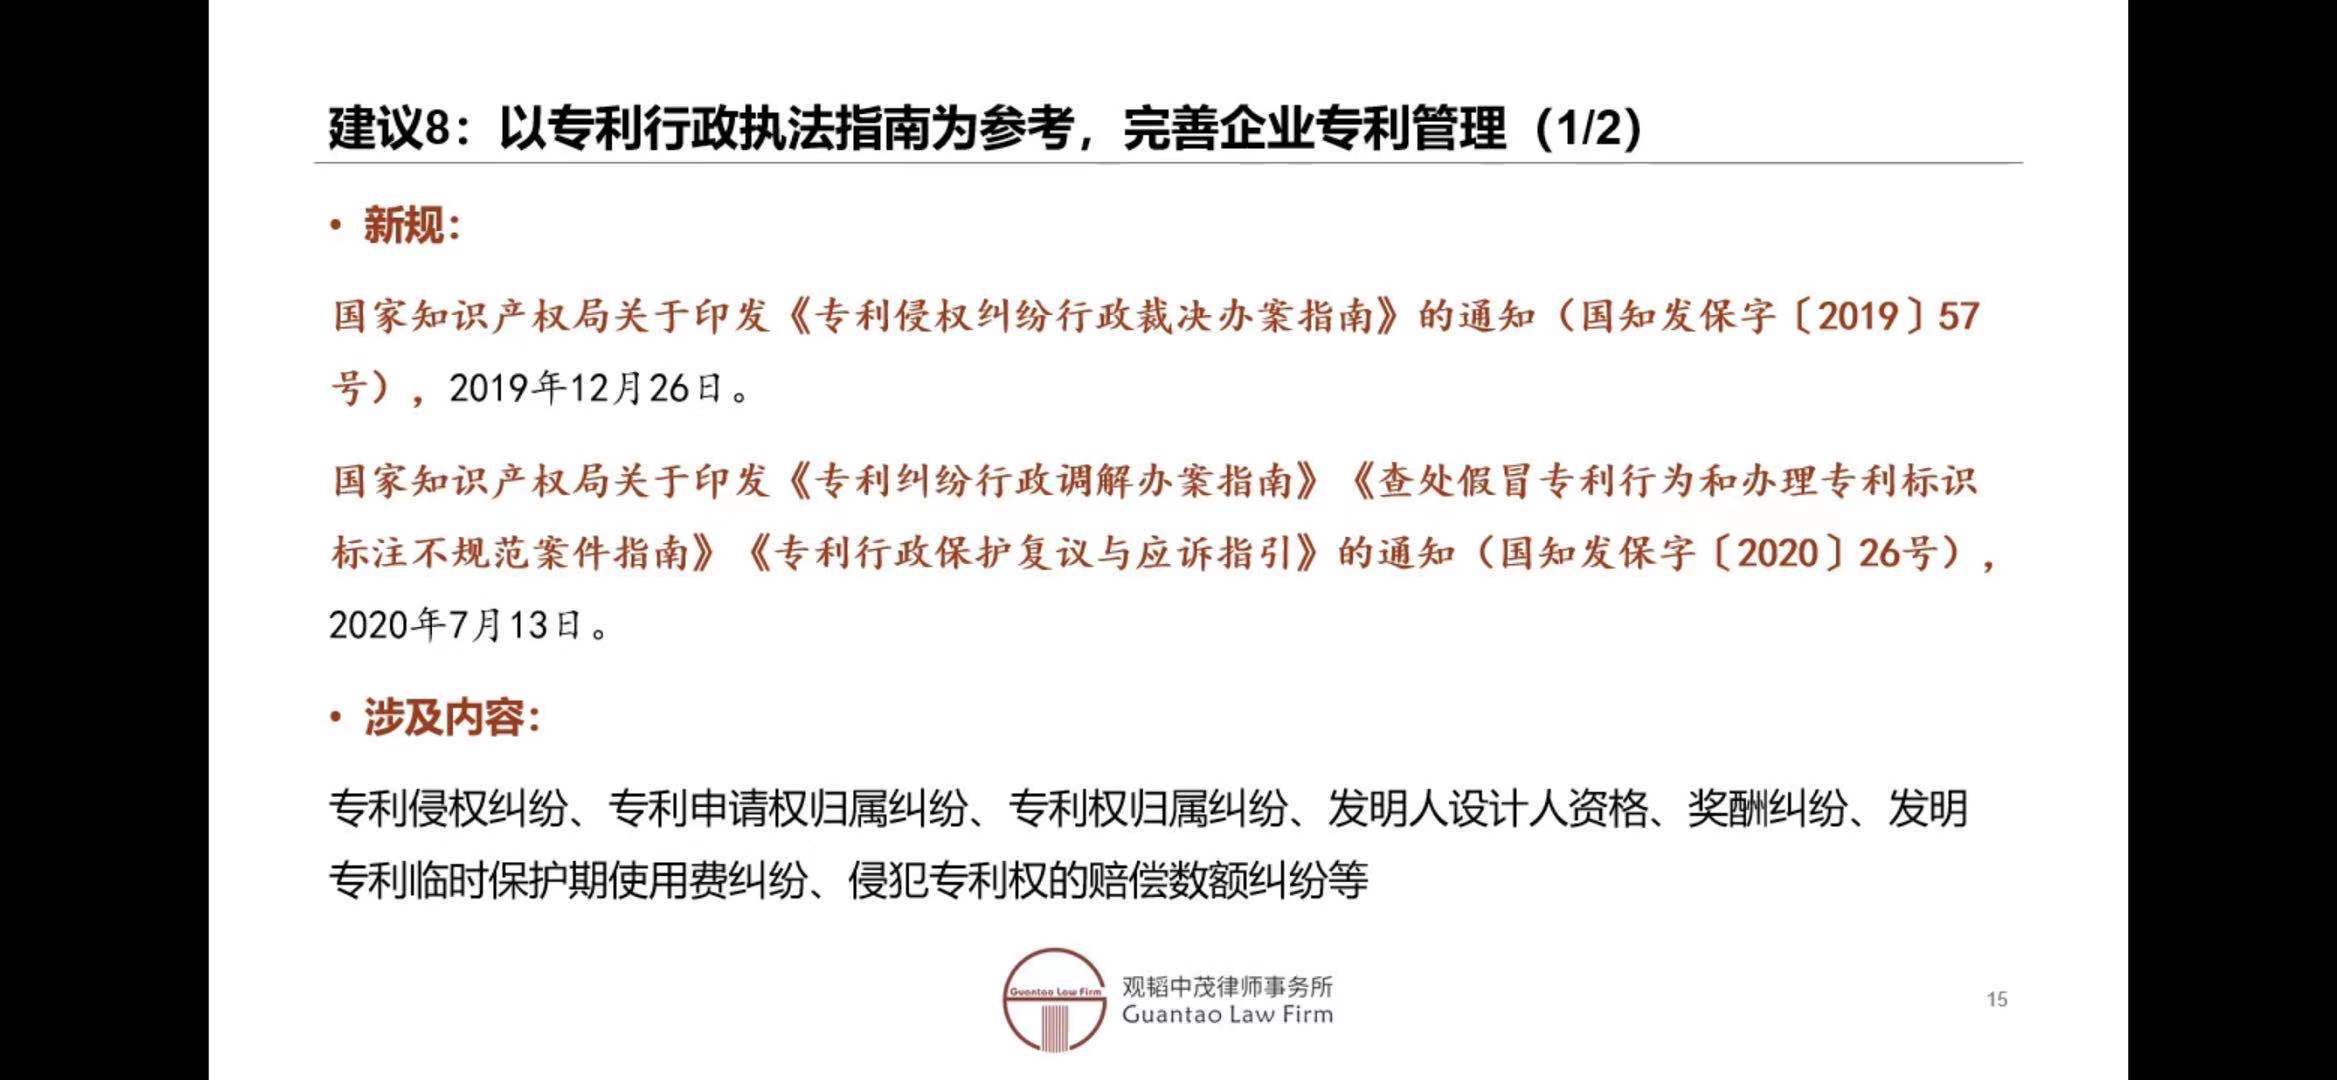 建议8：以专利行政执法指南为参考，完善企业专利管理（1/2）
• 新规：
国家知识产权局关于印发《专利侵权纠纷行政裁决办案指南》的通知（国知发保字〔2019〕57
号），2019年12月26日。
国家知识产权局关于印发《专利纠纷行政调解办案指南》《查处假冒专利行为和办理专利标识
标注不规范案件指南》《专利行政保护复议与应诉指引》的通知（国知发保字〔2020〕26号），
2020年7月13日。
• 涉及内容：
专利侵权纠纷、专利申请权归属纠纷、专利权归属纠纷、发明人设计人资格、奖酬纠纷、发明
专利临时保护期使用费纠纷、侵犯专利权的赔偿数额纠纷等
Guantao Law Firm
观韬中茂律师事务所
Guantao Law Firm
15